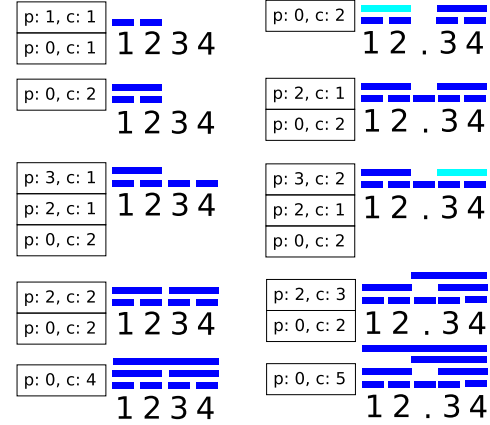 p: 1, c: 1
p: 0, c: 1
1 2 3 4
p: 0, c: 2
1 2 3 4
p: 3, c: 1
p: 2, c: 1
p: 0, c: 2
1 2 3 4
p: 2, c: 2
p: 0, c: 2
1 2 3 4
p: 0, c: 4
1 2 3 4
p: 0, c: 2
1 2 . 3 4
p: 2, c: 1
p: 0, c: 2
1 2 . 3 4
p: 3, c: 2
p: 2, c: 1
p: 0, c: 2
1 2 . 3 4
p: 2, c: 3
p: 0, c: 2
1 2 . 3 4
p: 0, c: 5
1 2 . 3 4